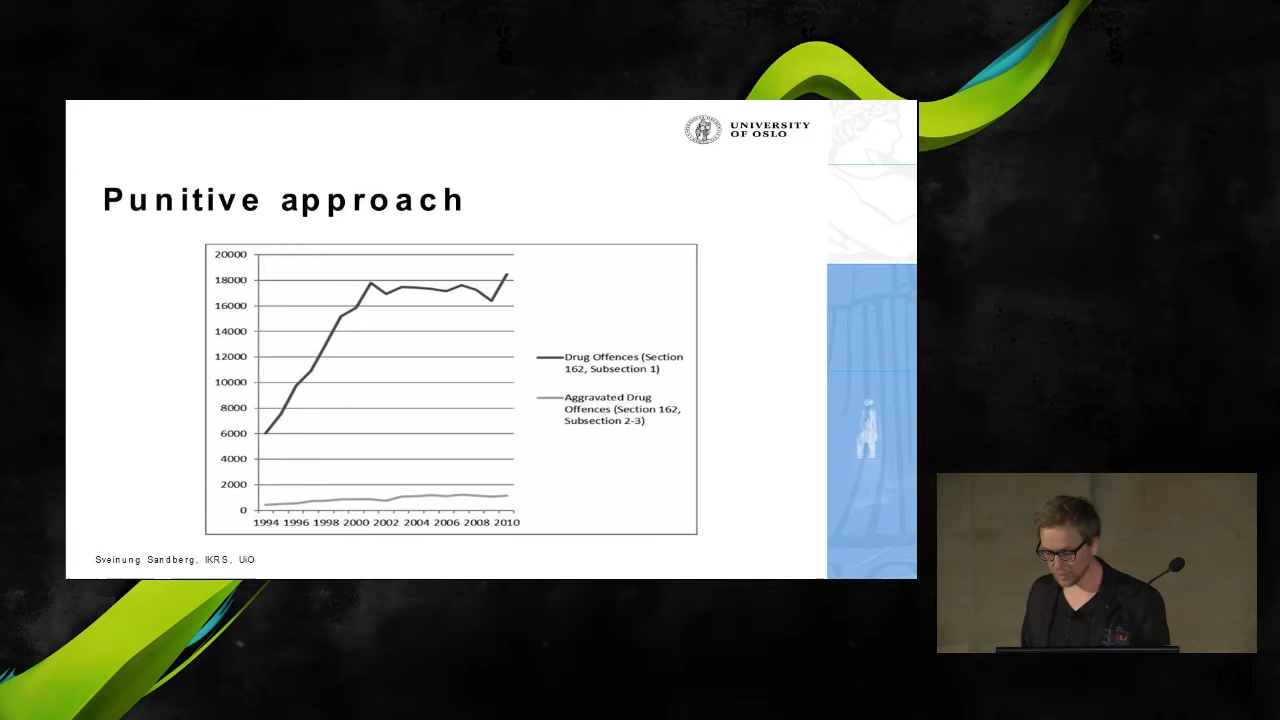 UNIVERSITY
OF OSLO
Punitive approach
20000
18000
16000
14000
12000
10000
8000
6000
4000
2000
0
1994 1996 1998 2000 2002 2004 2006 2008 2010
Drug Offences (Section
162, Subsection 1)
Aggravated Drug
Offences (Section 162,
Subsection 2-3)
Sveinung Sandberg, IKRS, UiO